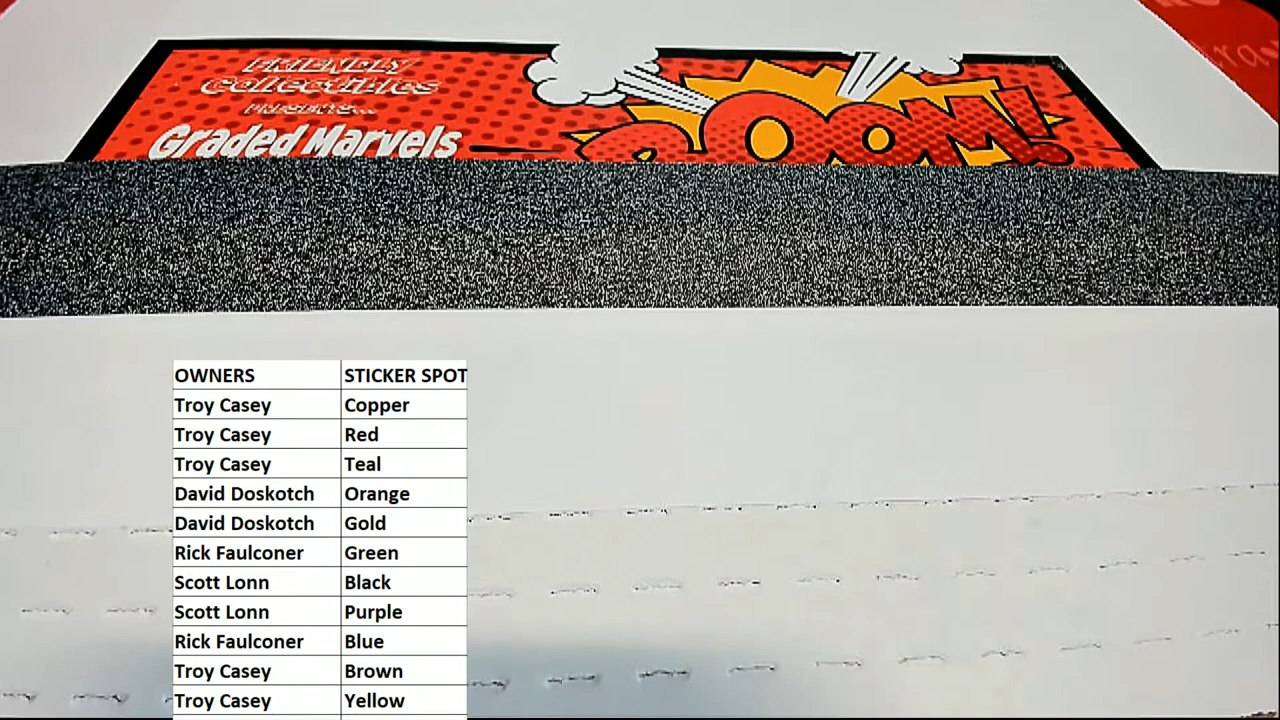 FRIENDLY
Collectibles
PRESENTS...
Graded Marvels
BOOM!
OWNERS STICKER SPOT
Troy Casey Copper
Troy Casey Red
Troy Casey Teal
David Doskotch Orange
David Doskotch Gold
Rick Faulconer Green
Scott Lonn Black
Scott Lonn Purple
Rick Faulconer Blue
Troy Casey Brown
Troy Casey Yellow